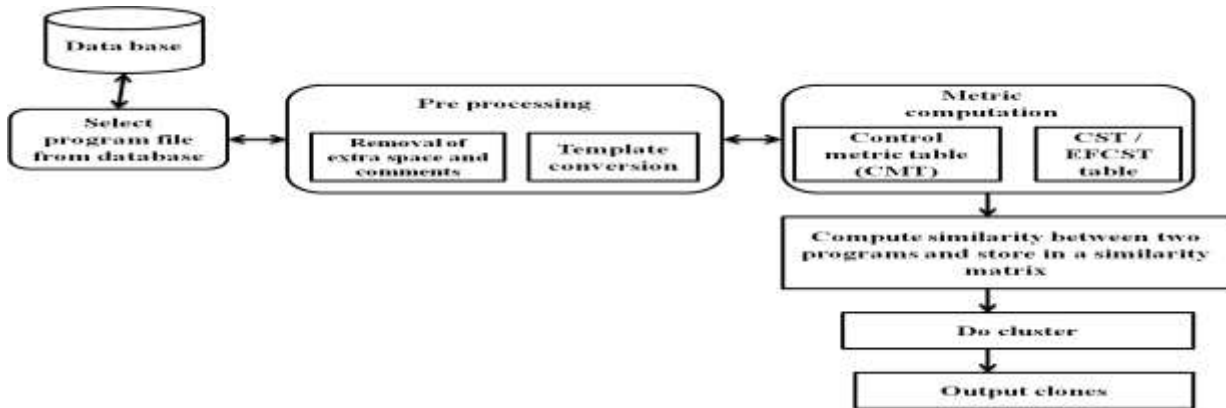 Data base
Select
program file
from database
Pre processing
Removal of
extra space and
comments
Template
conversion
Metric
computation
Control
metric table
(CMT)
CST /
EFCST
table
Compute similarity between two
programs and store in a similarity
matrix
Do cluster
Output clones